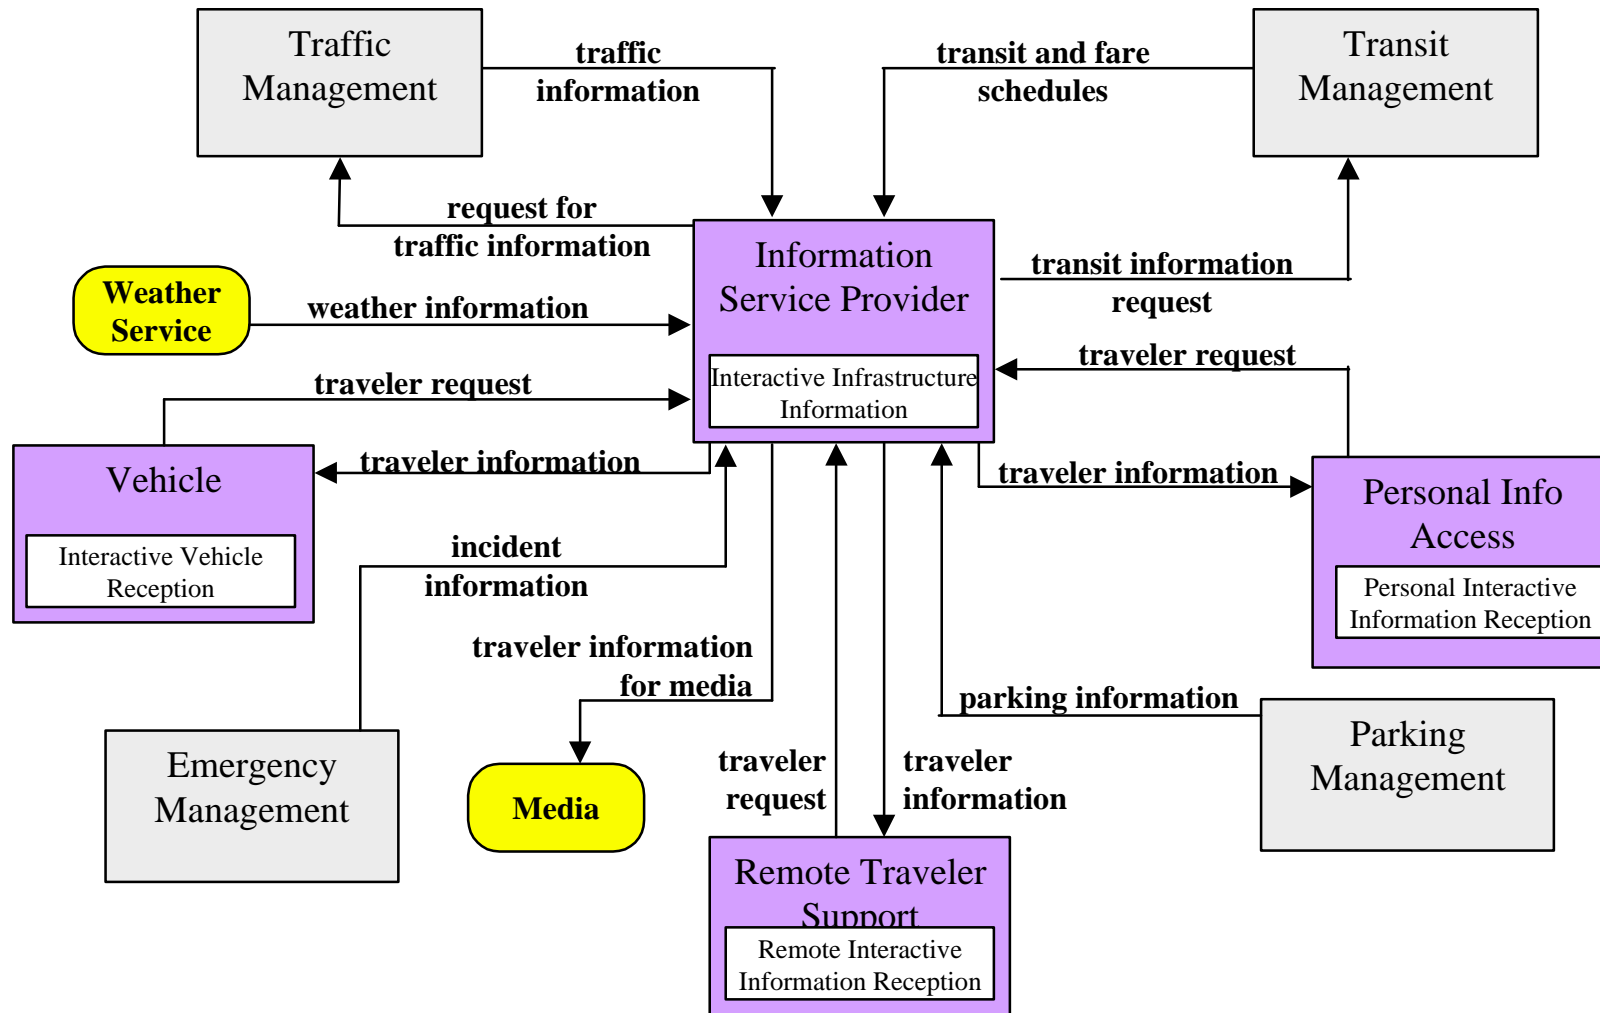 Traffic
Management
traffic
information
transit and fare
schedules
Transit
Management
request for
traffic information
Information
Service Provider
transit information
request
Weather
Service
weather information
traveler request
Interactive Infrastructure
Information
traveler request
Vehicle
traveler information
traveler information
Personal Info
Access
Interactive Vehicle
Reception
incident
information
Personal Interactive
Information Reception
traveler information
for media
parking information
Emergency
Management
Media
traveler
request
traveler
information
Parking
Management
Remote Traveler
Support
Remote Interactive
Information Reception